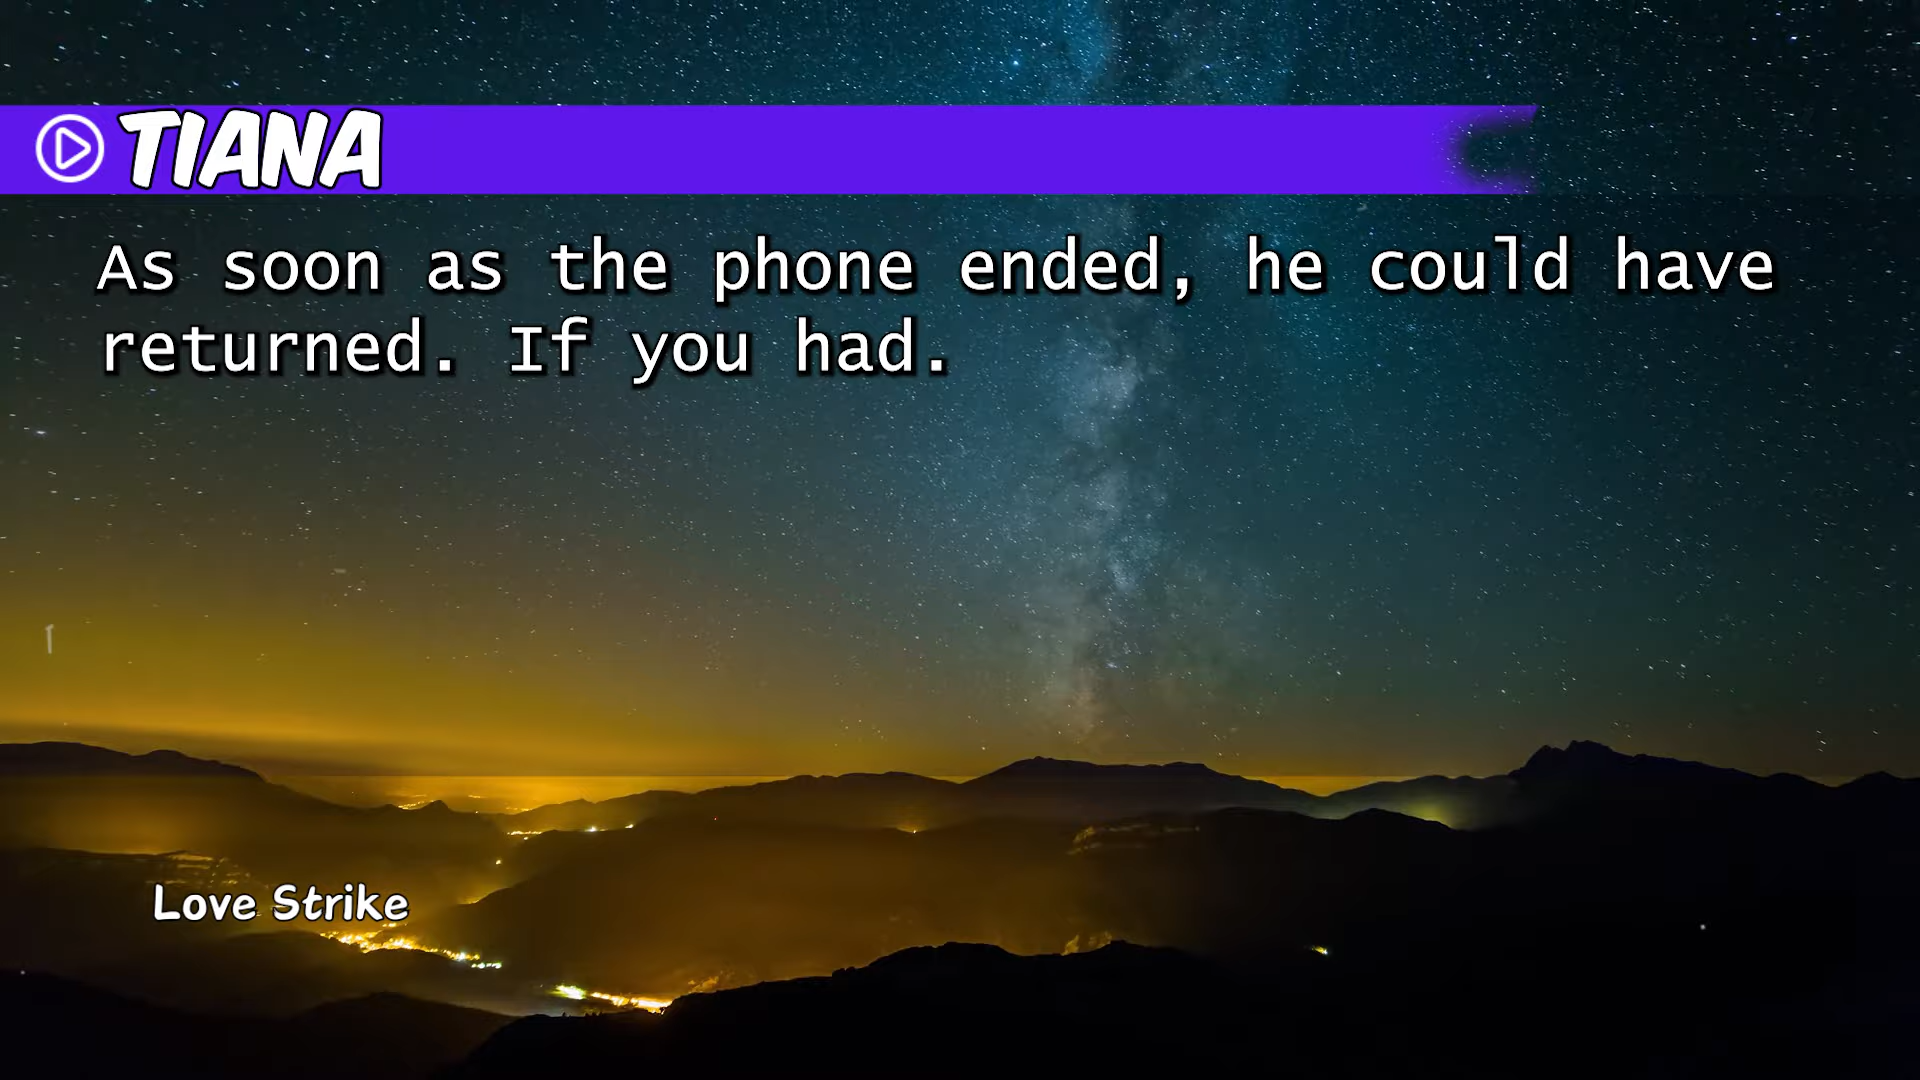 TIANA
As soon as the phone ended, he could have
returned. If you had.
Love Strike